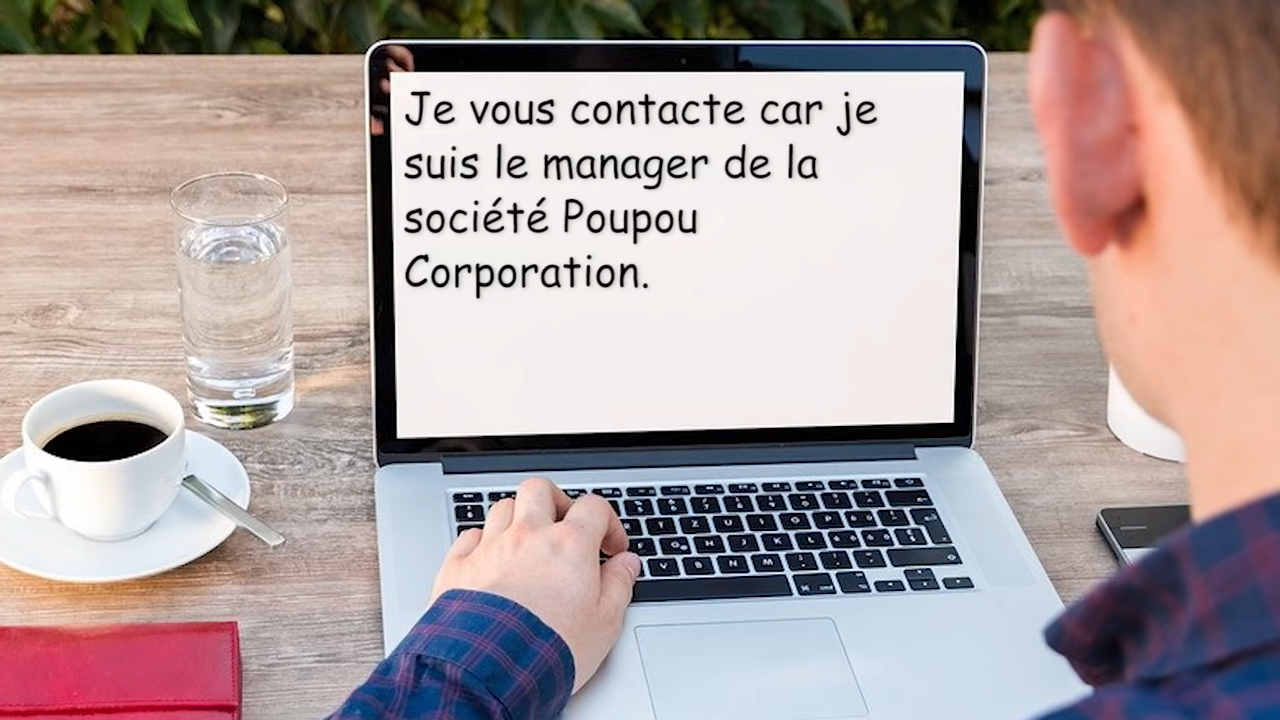 Je vous contacte car je
suis le manager de la
société Poupou
Corporation.